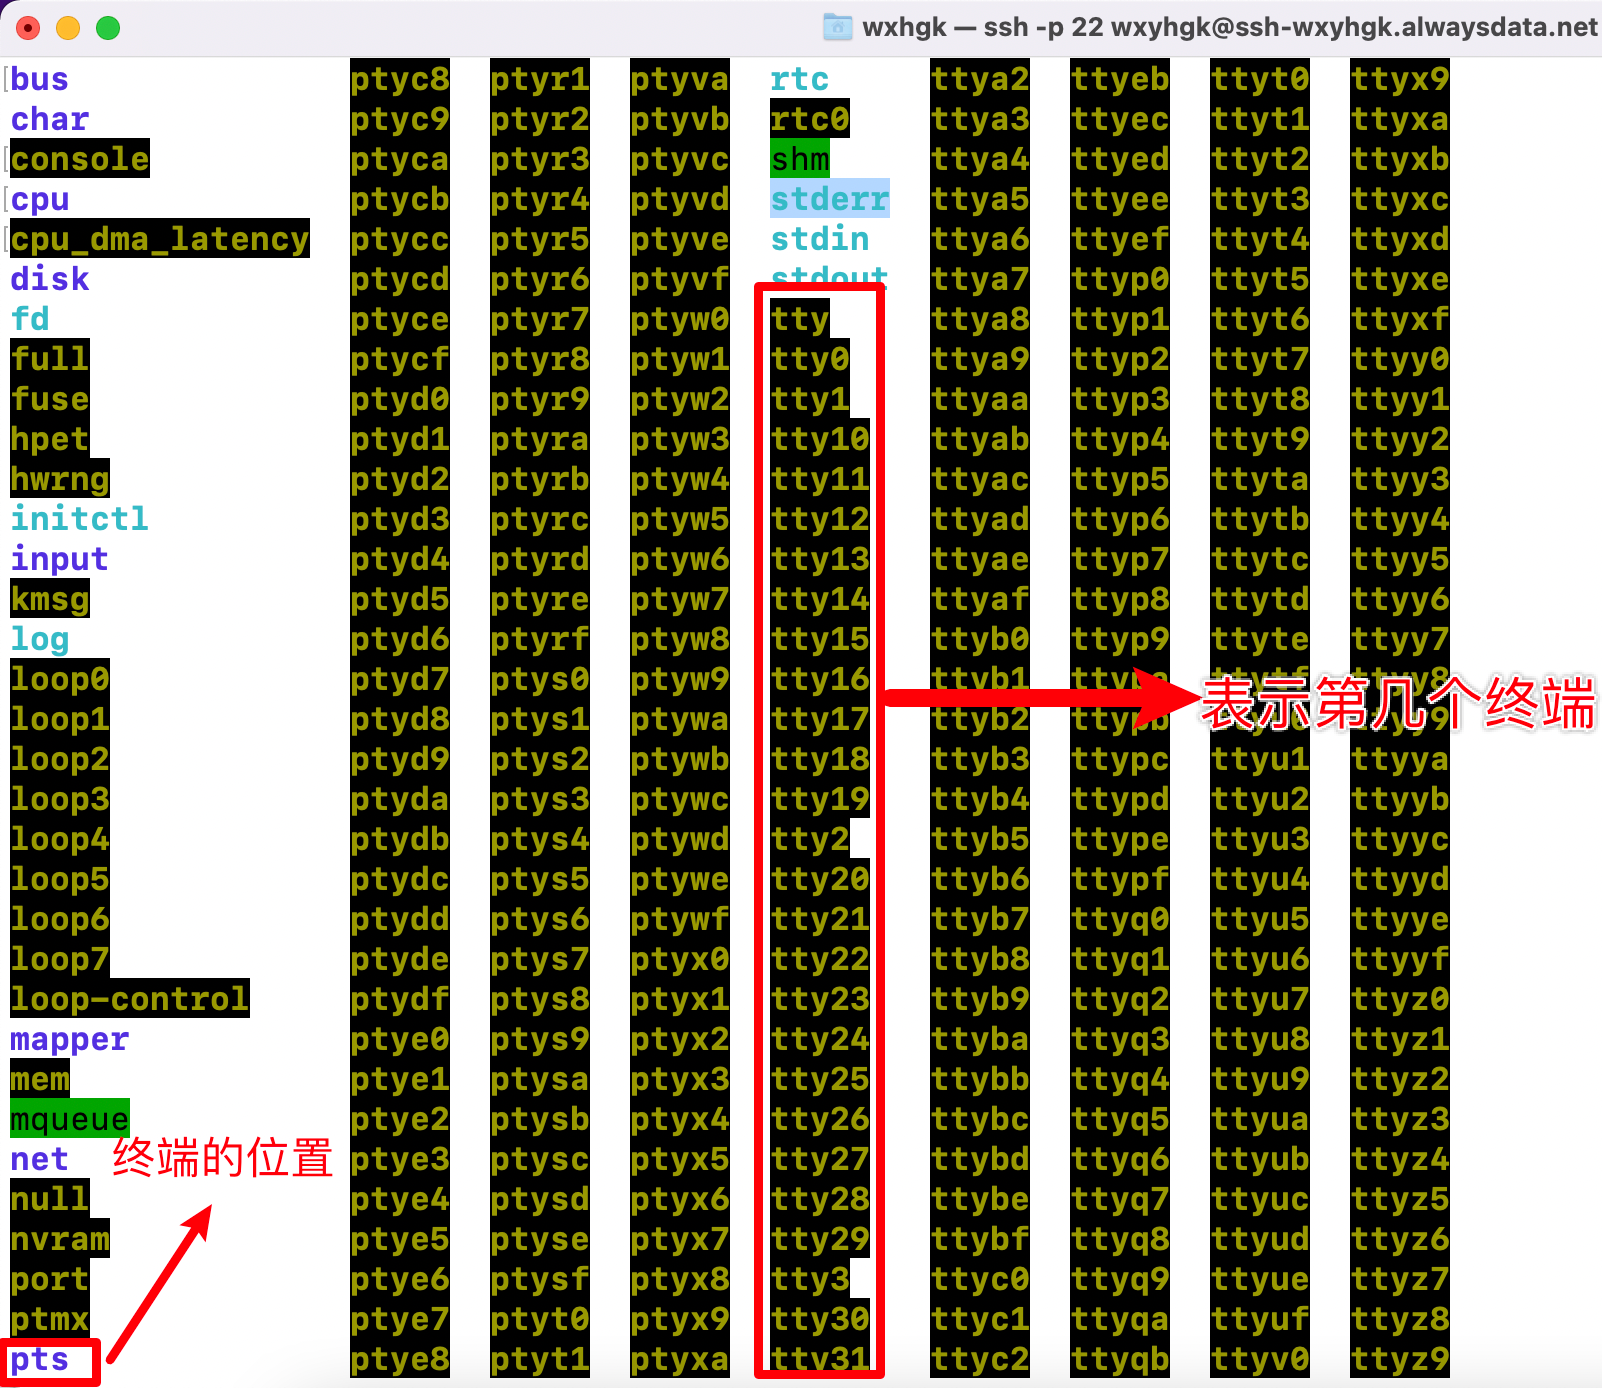 wxhgk — ssh -p 22 wxyhgk@ssh-wxyhgk.alwaysdata.net
bus ptyc8 ptyr1 ptyva rtc ttya2 ttyeb ttyt0 ttyx9
char ptyc9 ptyr2 ptyvb rtc0 ttya3 ttyec ttyt1 ttyxa
console ptyca ptyr3 ptyvc shm ttya4 ttyed ttyt2 ttyxb
cpu ptycb ptyr4 ptyvd stderr ttya5 ttyee ttyt3 ttyxc
cpu_dma_latency ptycc ptyr5 ptyve stdin ttya6 ttyef ttyt4 ttyxd
disk ptycd ptyr6 ptyvf stdout ttya7 ttyp0 ttyt5 ttyxe
fd ptyce ptyr7 ptyw0 tty ttya8 ttyp1 ttyt6 ttyxf
full ptycf ptyr8 ptyw1 tty0 ttya9 ttyp2 ttyt7 ttyy0
fuse ptyd0 ptyr9 ptyw2 tty1 ttyaa ttyp3 ttyt8 ttyy1
hpet ptyd1 ptyra ptyw3 tty10 ttyab ttyp4 ttyt9 ttyy2
hwrng ptyd2 ptyrb ptyw4 tty11 ttyac ttyp5 ttyta ttyy3
initctl ptyd3 ptyrc ptyw5 tty12 ttyad ttyp6 ttytb ttyy4
input ptyd4 ptyrd ptyw6 tty13 ttyae ttyp7 ttytc ttyy5
kmsg ptyd5 ptyre ptyw7 tty14 ttyaf ttyp8 ttytd ttyy6
log ptyd6 ptyrf ptyw8 tty15 ttyb0 ttyp9 ttyte ttyy7
loop0 ptyd7 ptys0 ptyw9 tty16 ttyb1 ttypa ttytf ttyy8
表示第几个终端
loop1 ptyd8 ptys1 ptywa tty17 ttyb2 ttypb
loop2 ptyd9 ptys2 ptywb tty18 ttyb3 ttypc ttyu1 ttyya
loop3 ptyda ptys3 ptywc tty19 ttyb4 ttypd ttyu2 ttyyb
loop4 ptydb ptys4 ptywd tty2 ttyb5 ttype ttyu3 ttyyc
loop5 ptydc ptys5 ptywe tty20 ttyb6 ttypf ttyu4 ttyyd
loop6 ptydd ptys6 ptywf tty21 ttyb7 ttyq0 ttyu5 ttyye
loop7 ptyde ptys7 ptyx0 tty22 ttyb8 ttyq1 ttyu6 ttyyf
loop-control ptydf ptys8 ptyx1 tty23 ttyb9 ttyq2 ttyu7 ttyz0
mapper ptye0 ptys9 ptyx2 tty24 ttyba ttyq3 ttyu8 ttyz1
mem ptye1 ptysa ptyx3 tty25 ttybb ttyq4 ttyu9 ttyz2
mqueue ptye2 ptysb ptyx4 tty26 ttybc ttyq5 ttyua ttyz3
net 终端的位置 ptye3 ptysc ptyx5 tty27 ttybd ttyq6 ttyub ttyz4
null ptye4 ptysd ptyx6 tty28 ttybe ttyq7 ttyuc ttyz5
nvram ptye5 ptyse ptyx7 tty29 ttybf ttyq8 ttyud ttyz6
port ptye6 ptysf ptyx8 tty3 ttyc0 ttyq9 ttyue ttyz7
ptmx ptye7 ptyt0 ptyx9 tty30 ttyc1 ttyqa ttyuf ttyz8
pts ptye8 ptyt1 ptyxa tty31 ttyc2 ttyqb ttyv0 ttyz9